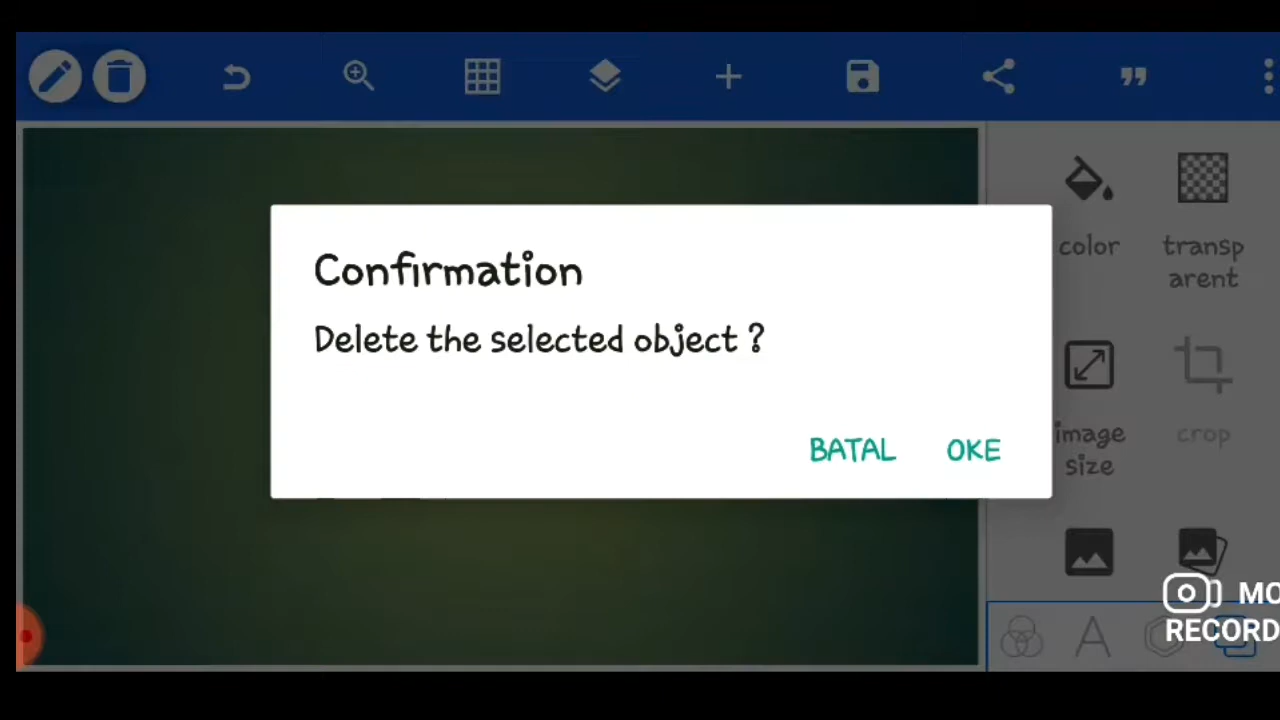 color
transp
arent
Confirmation
Delete the selected object ?
BATAL OKE
image
size
crop
MO
RECORD